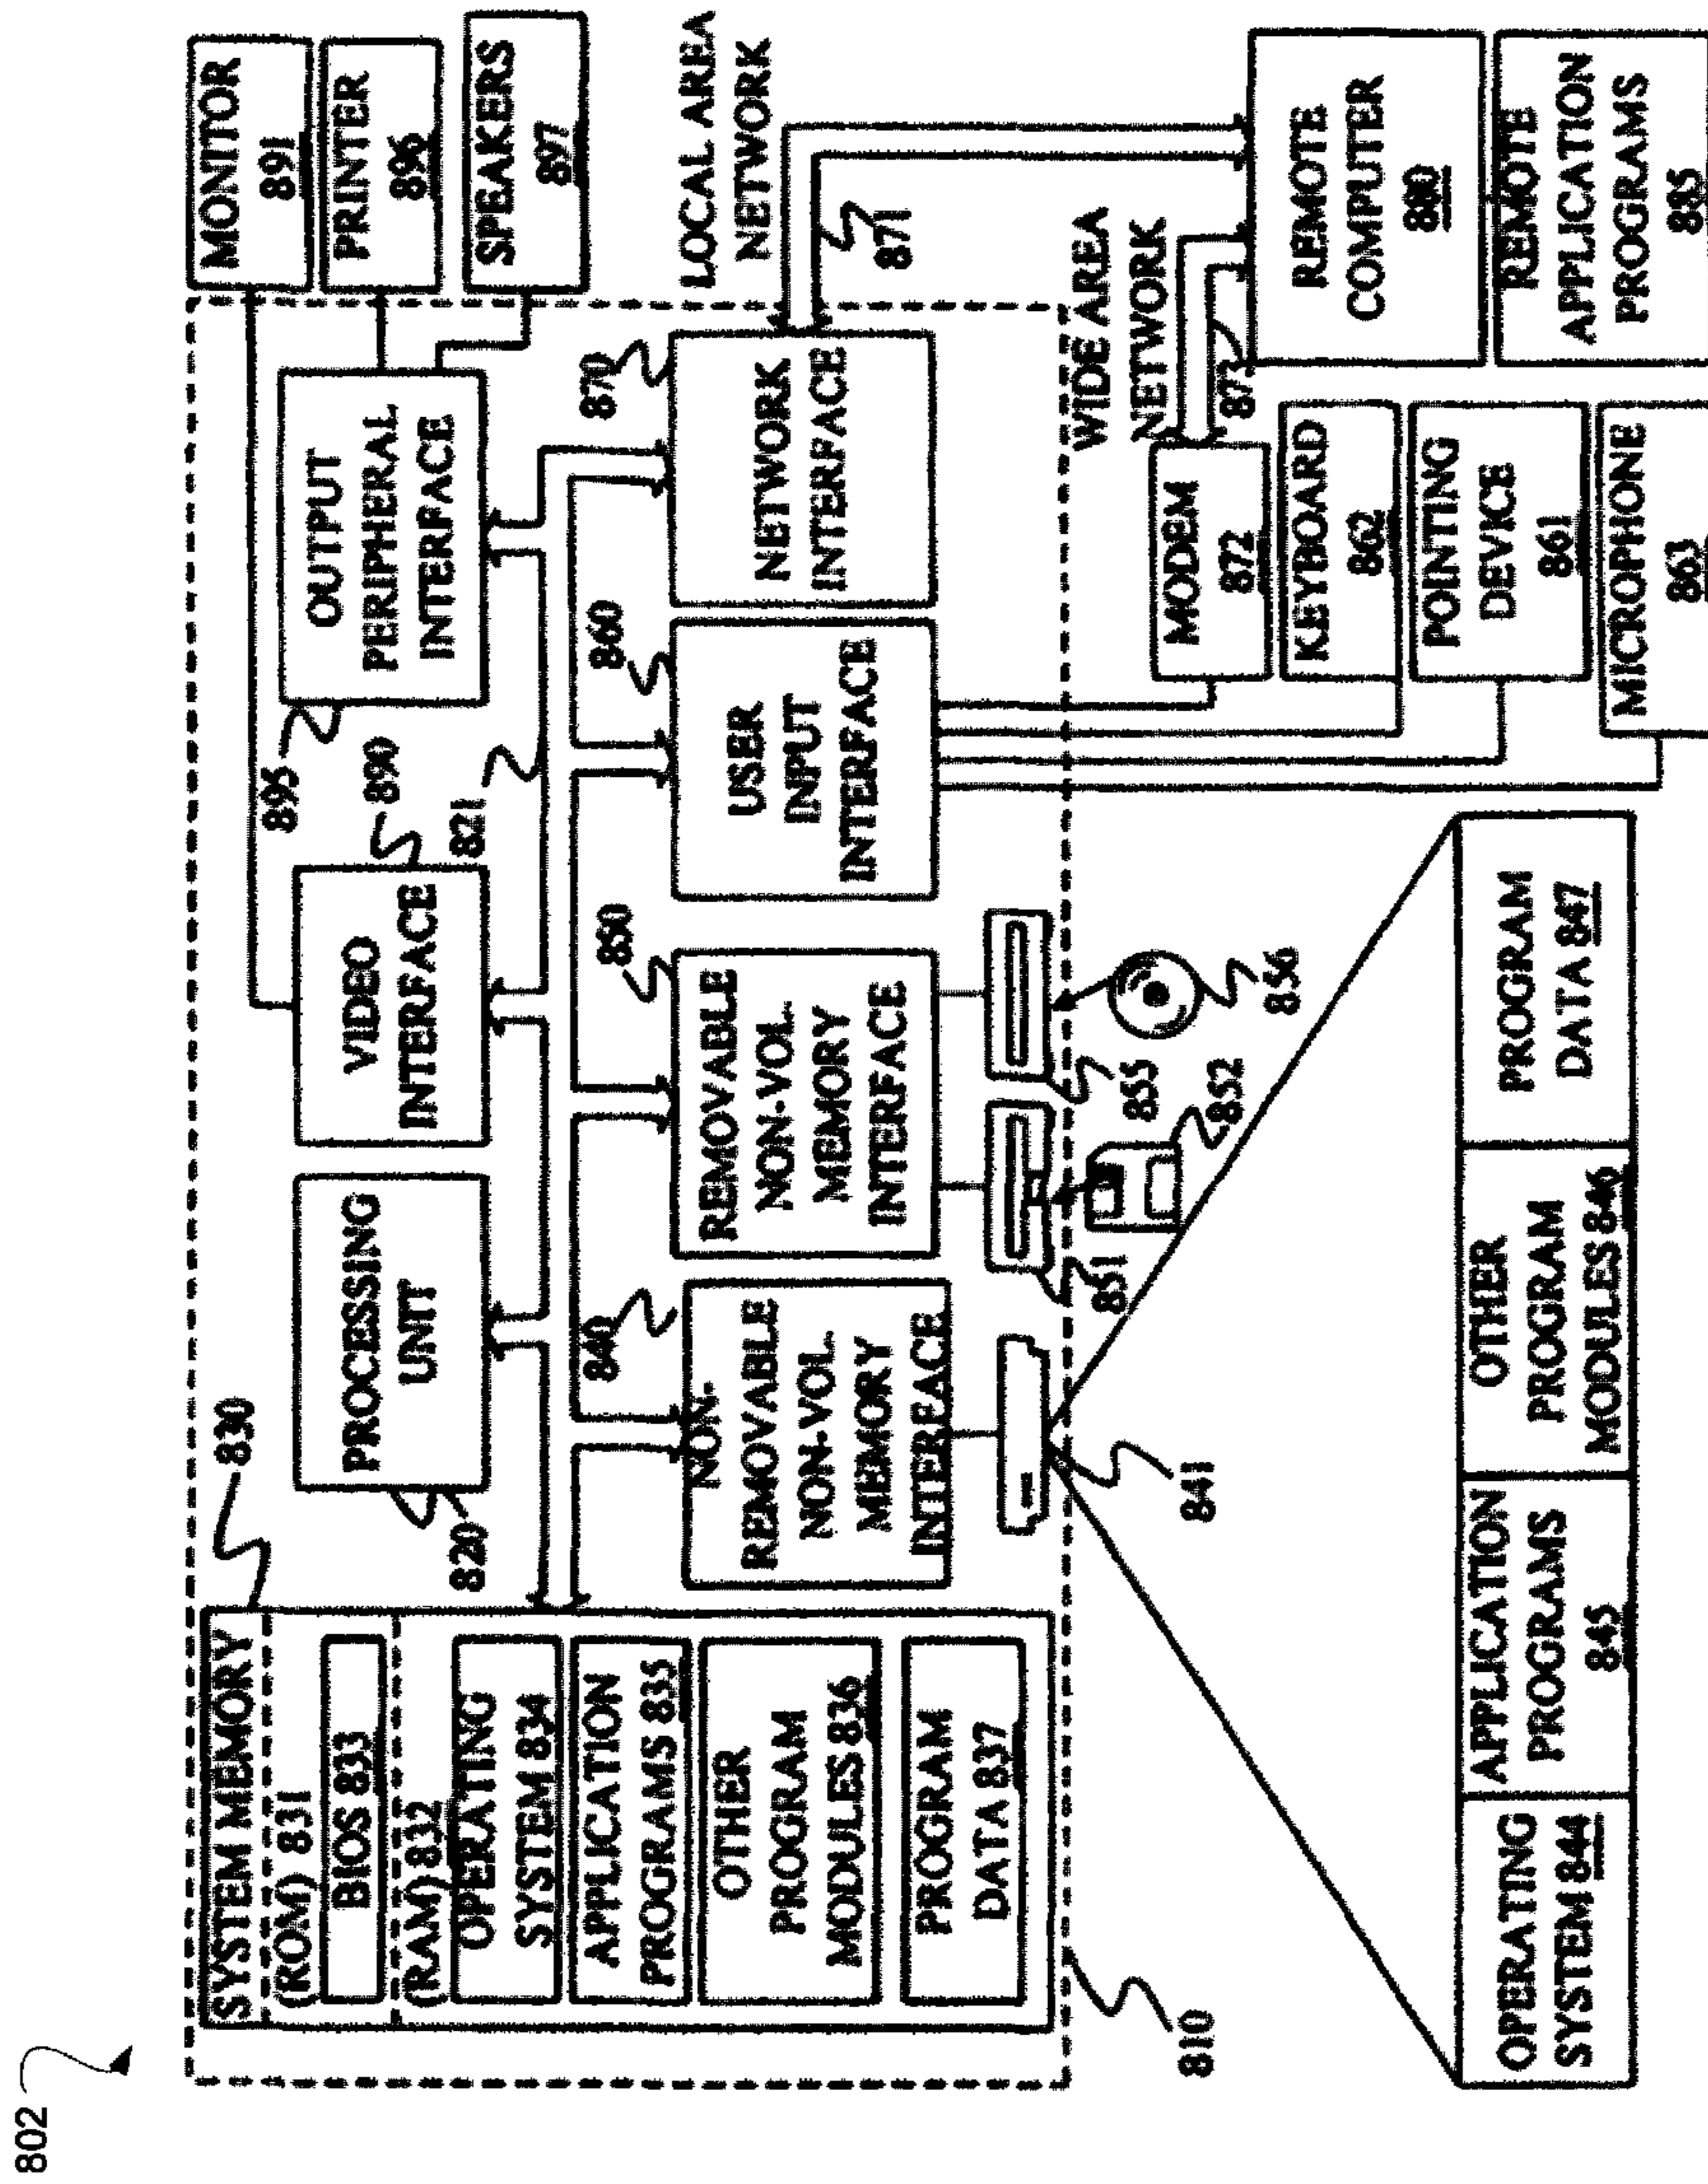 802
SYSTEM MEMORY
(ROM) 831
BIOS 833
(RAM) 832
OPERATING
SYSTEM 834
APPLICATION
PROGRAMS 835
OTHER
PROGRAM
MODULES 836
PROGRAM
DATA 837
830
820
PROCESSING
UNIT
890
VIDEO
INTERFACE
895
OUTPUT
PERIPHERAL
INTERFACE
821
MONITOR
891
PRINTER
896
SPEAKERS
897
840
NON-
REMOVABLE
NON-VOL.
MEMORY
INTEREACE
850
REMOVABLE
NON-VOL.
MEMORY
INTERFACE
860
USER
INPUT
INTERFACE
870
NETWORK
INTERFACE
LOCAL AREA
NETWORK
871
WIDE AREA
NETWORK
873
810
841
851
852
855
856
MODEM
872
KEYBOARD
862
POINTING
DEVICE
861
MICROPHONE
863
REMOTE
COMPUTER
880
REMOTE
APPLICATION
PROGRAMS
885
OPERATING
SYSTEM 844
APPLICATION
PROGRAMS
845
OTHER
PROGRAM
MODULES 846
PROGRAM
DATA 847